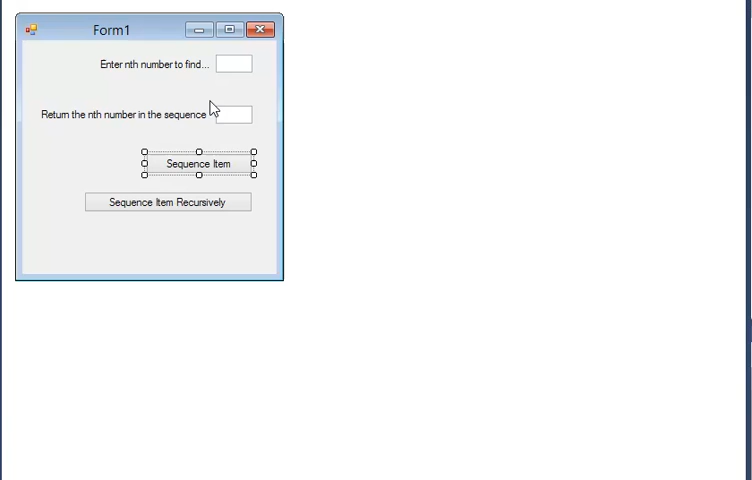 Form1
Enter nth number to find...
Return the nth number in the sequence
Sequence Item
Sequence Item Recursively